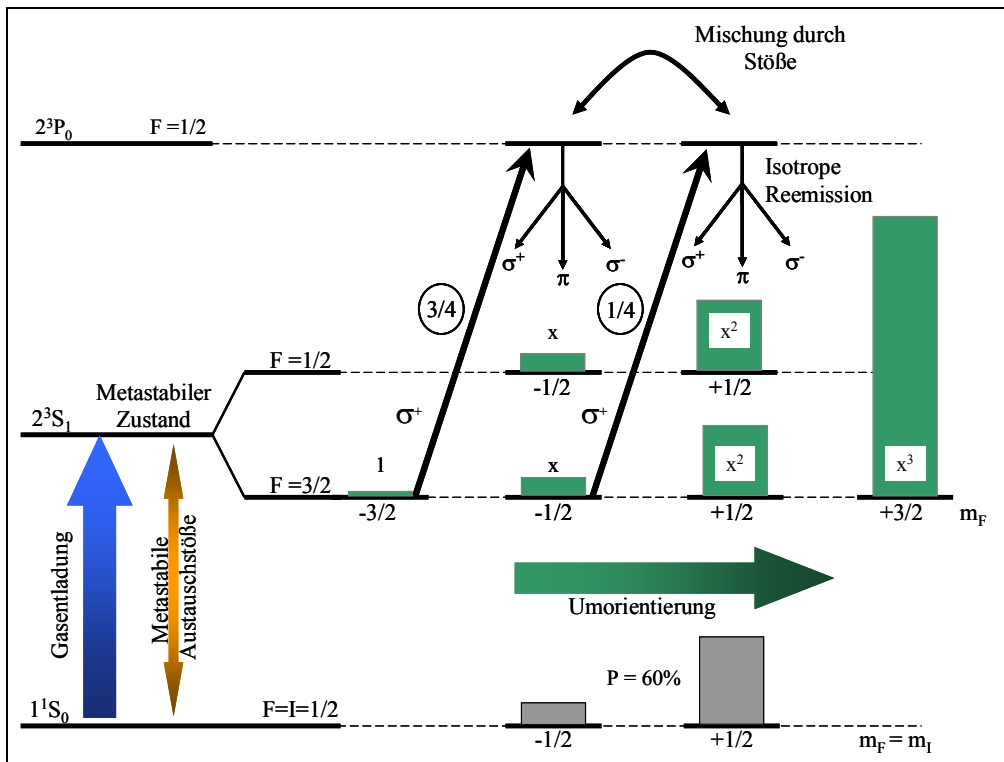 Mischung durch
Stöße
2³P₀ F =1/2
Isotrope
Reemission
σ⁺ π σ⁻ σ⁺ π σ⁻
3/4 1/4
F =1/2 x x²
-1/2 +1/2
Metastabiler
Zustand
2³S₁
σ⁺ σ⁺
F =3/2 1 x x² x³
-3/2 -1/2 +1/2 +3/2 m_F
Gasentladung
Metastabile
Austauschstöße
Umorientierung
P = 60%
1¹S₀ F=I=1/2
-1/2 +1/2 m_F = m_I